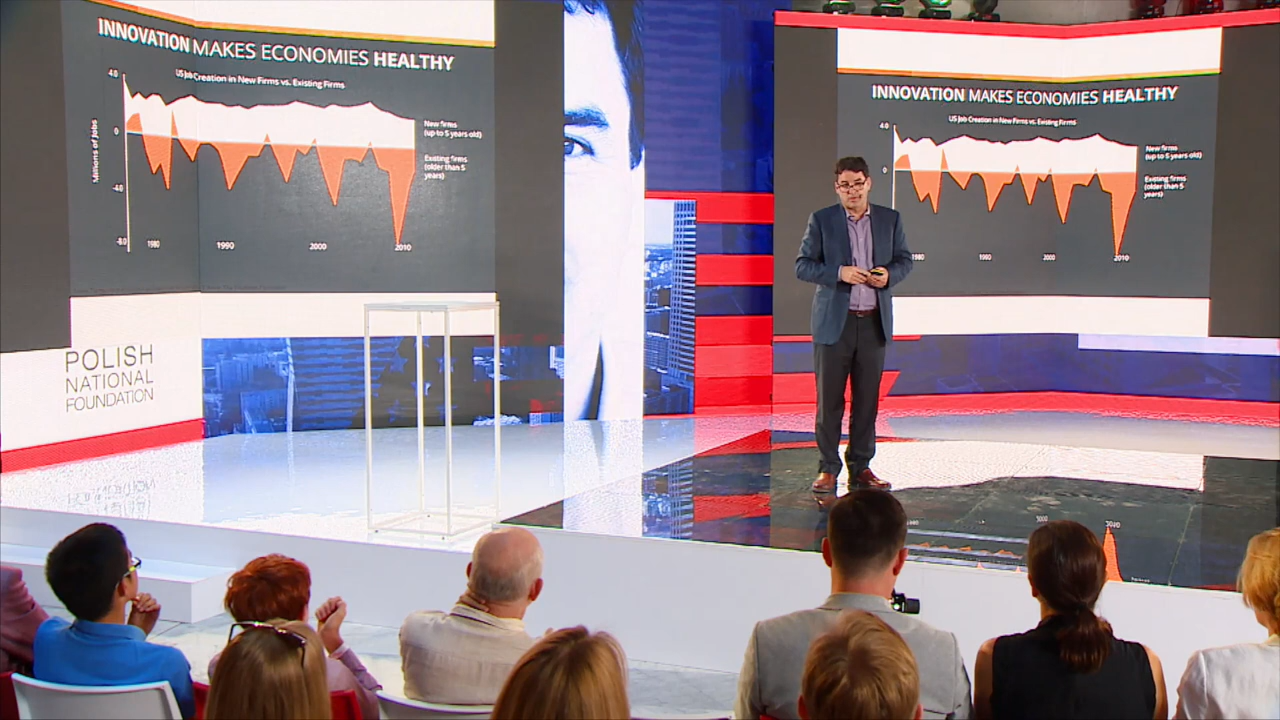 INNOVATION MAKES ECONOMIES HEALTHY
US Job Creation in New Firms vs. Existing Firms
Millions of Jobs
4.0
0
-4.0
-8.0
1980
1990
2000
2010
New firms
(up to 5 years old)
Existing firms
(older than 5
years)
POLISH
NATIONAL
FOUNDATION
INNOVATION MAKES ECONOMIES HEALTHY
US Job Creation in New Firms vs. Existing Firms
4.0
0
1980
1990
2000
2010
New firms
(up to 5 years old)
Existing firms
(older than 5
years)